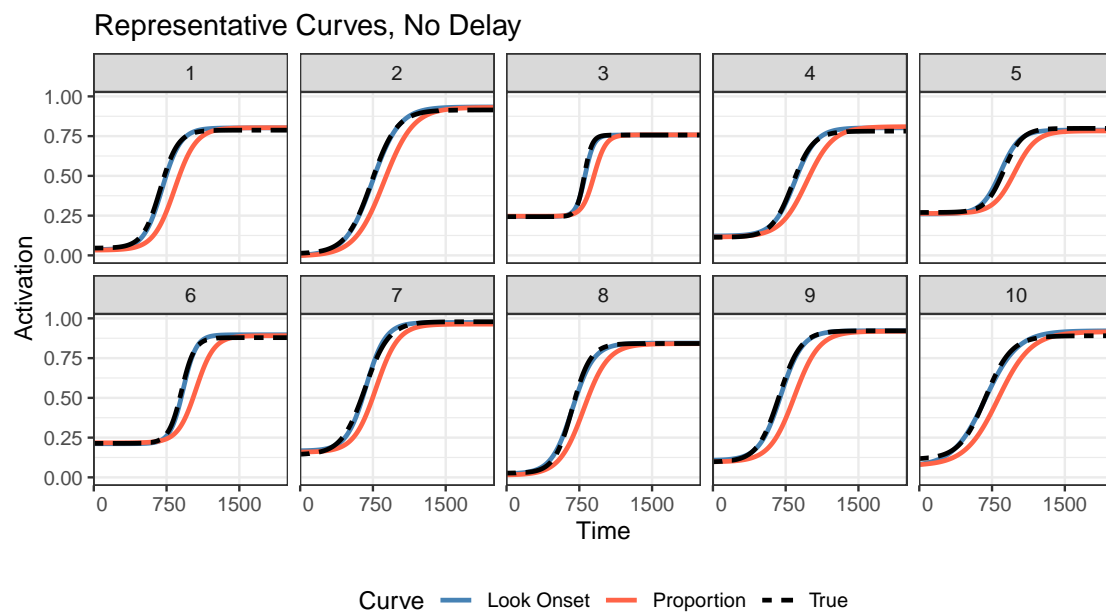 Representative Curves, No Delay
1 2 3 4 5
1.00
0.75
0.50
0.25
0.00
Activation
6 7 8 9 10
1.00
0.75
0.50
0.25
0.00
0 750 1500 0 750 1500 0 750 1500 0 750 1500 0 750 1500
Time
Curve Look Onset Proportion True